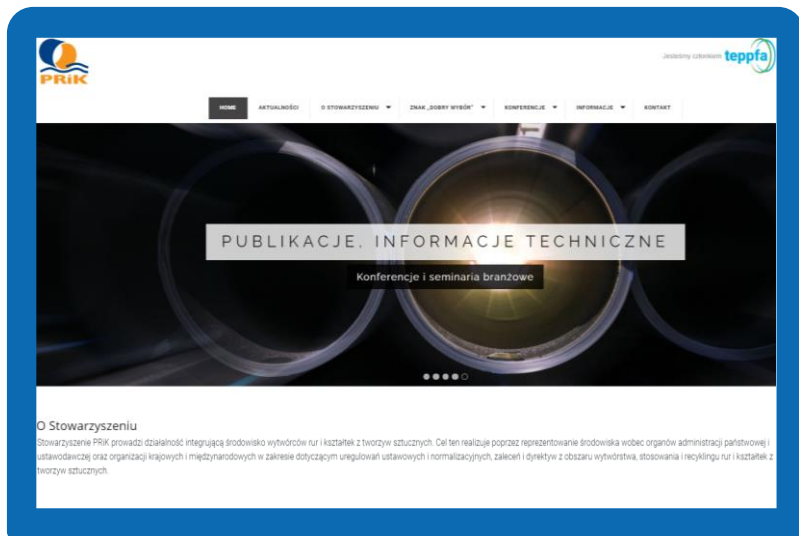 PRiK
Jesteśmy członkiem teppfa
HOME AKTUALNOŚCI O STOWARZYSZENIU ZNAK „DOBRY WYBÓR” KONFERENCJE INFORMACJE KONTAKT
PUBLIKACJE, INFORMACJE TECHNICZNE
Konferencje i seminaria branżowe
O Stowarzyszeniu
Stowarzyszenie PRiK prowadzi działalność integrującą środowisko wytwórców rur i kształtek z tworzyw sztucznych. Cel ten realizuje poprzez reprezentowanie środowiska wobec organów administracji państwowej i
ustawodawczej oraz organizacji krajowych i międzynarodowych w zakresie dotyczącym uregulowań ustawowych i normalizacyjnych, zaleceń i dyrektyw z obszaru wytwórstwa, stosowania i recyklingu rur i kształtek z
tworzyw sztucznych.